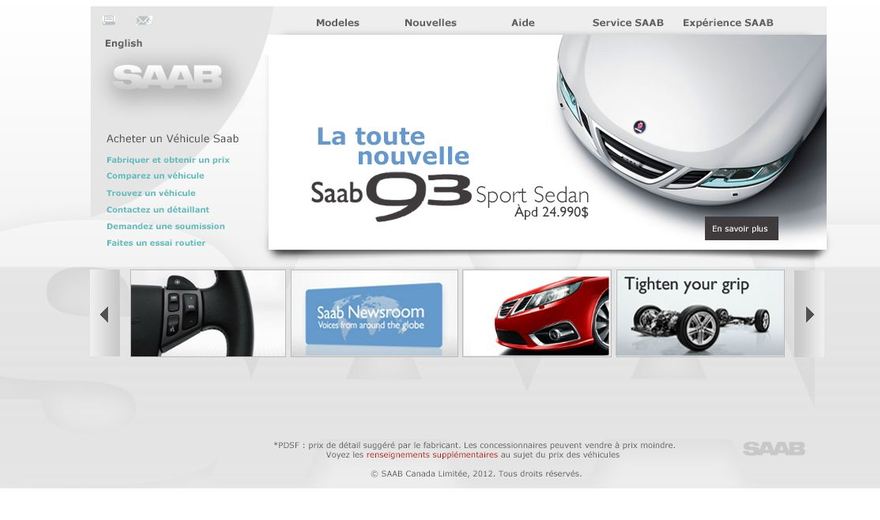 Modeles Nouvelles Aide Service SAAB Expérience SAAB
English
SAAB
Acheter un Véhicule Saab
Fabriquer et obtenir un prix
Comparez un véhicule
Trouvez un véhicule
Contactez un détaillant
Demandez une soumission
Faites un essai routier
La toute
nouvelle
Saab 93 Sport Sedan
Àpd 24.990$
En savoir plus
Saab Newsroom
Voices from around the globe
Tighten your grip
*PDSF : prix de détail suggéré par le fabricant. Les concessionnaires peuvent vendre à prix moindre.
Voyez les renseignements supplémentaires au sujet du prix des véhicules
SAAB
© SAAB Canada Limitée, 2012. Tous droits réservés.